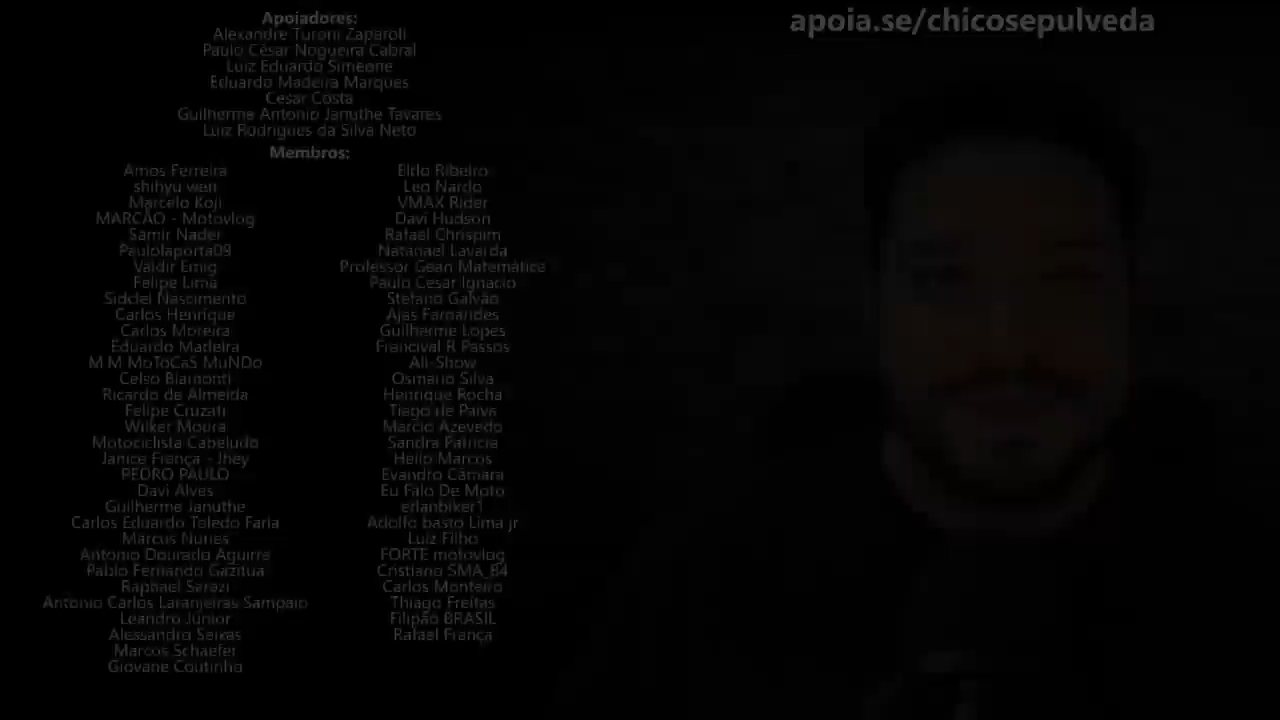 Apoiadores:
Alexandre Turoni Zaparoli
Paulo César Nogueira Cabral
Luiz Eduardo Simeone
Eduardo Madeira Marques
Cesar Costa
Guilherme Antonio Januthe Tavares
Luiz Rodrigues da Silva Neto
Membros:
Amos Ferreira
shihyu wen
Marcelo Koji
MARCÃO - Motovlog
Samir Nader
Paulolaporta09
Valdir Emig
Felipe Lima
Sidclei Nascimento
Carlos Henrique
Carlos Moreira
Eduardo Madeira
M M MoToCaS MuNDo
Celso Biamonti
Ricardo de Almeida
Felipe Cruzati
Wilker Moura
Motociclista Cabeludo
Janice França - Jhey
PEDRO PAULO
Davi Alves
Guilherme Januthe
Carlos Eduardo Toledo Faria
Marcus Nunes
Antonio Dourado Aguirre
Pablo Fernando Gazitua
Raphael Sarazi
Antonio Carlos Laranjeiras Sampaio
Leandro Júnior
Alessandro Seixas
Marcos Schaefer
Giovane Coutinho
Ribeiro
Leo Nardo
VMAX Rider
Davi Hudson
Rafael Chrispim
Natanael Lavarda
Professor Gean Matemática
Paulo Cesar Ignacio
Stefano Galvão
Ajas Fernandes
Guilherme Lopes
Francival R Passos
All-Show
Osmario Silva
Henrique Rocha
Tiago de Paiva
Marcio Azevedo
Sandra Patricia
Helio Marcos
Evandro Câmara
Eu Falo De Moto
erlanbiker1
Adolfo basto Lima jr
Luiz Filho
FORTE motovlog
Cristiano SMA_84
Carlos Monteiro
Thiago Freitas
Filipão BRASIL
Rafael França
apoia.se/chicosepulveda